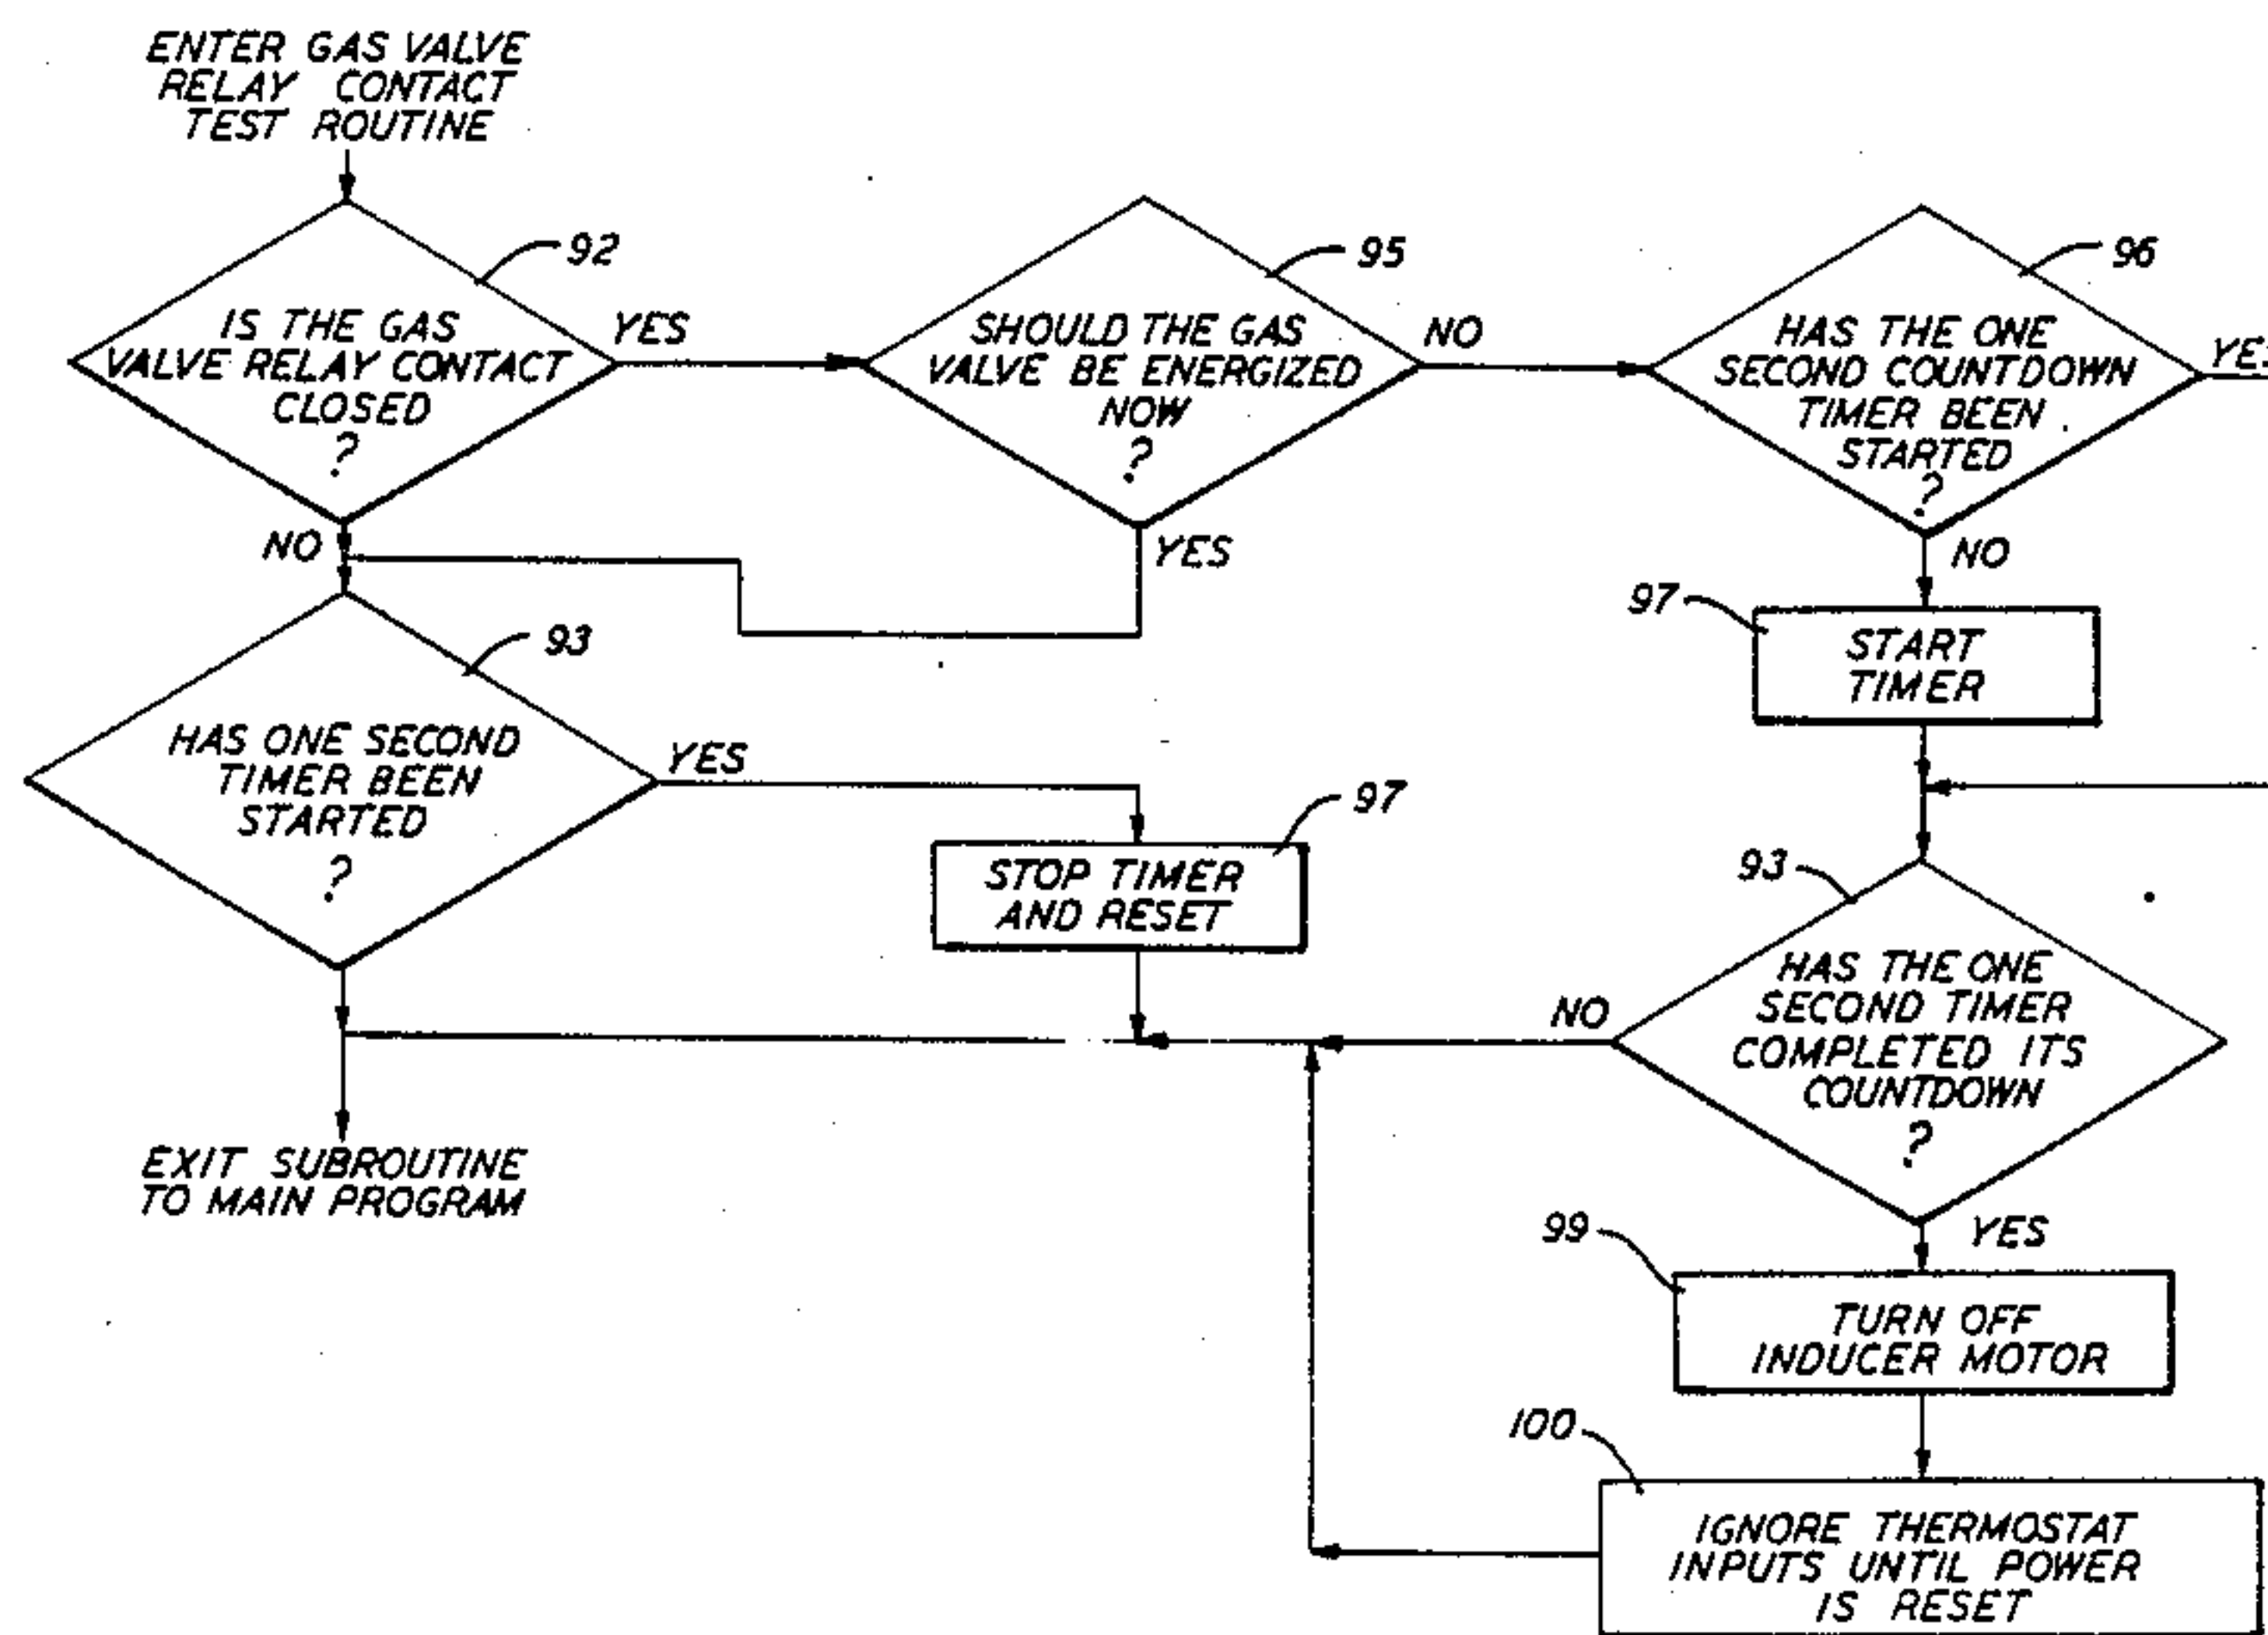 ENTER GAS VALVE
RELAY CONTACT
TEST ROUTINE
92
IS THE GAS
VALVE RELAY CONTACT
CLOSED
?
YES
NO
95
SHOULD THE GAS
VALVE BE ENERGIZED
NOW
?
NO
YES
96
HAS THE ONE
SECOND COUNTDOWN
TIMER BEEN
STARTED
?
YES
NO
97
START
TIMER
93
HAS ONE SECOND
TIMER BEEN
STARTED
?
YES
97
STOP TIMER
AND RESET
93
HAS THE ONE
SECOND TIMER
COMPLETED ITS
COUNTDOWN
?
NO
YES
EXIT SUBROUTINE
TO MAIN PROGRAM
99
TURN OFF
INDUCER MOTOR
100
IGNORE THERMOSTAT
INPUTS UNTIL POWER
IS RESET